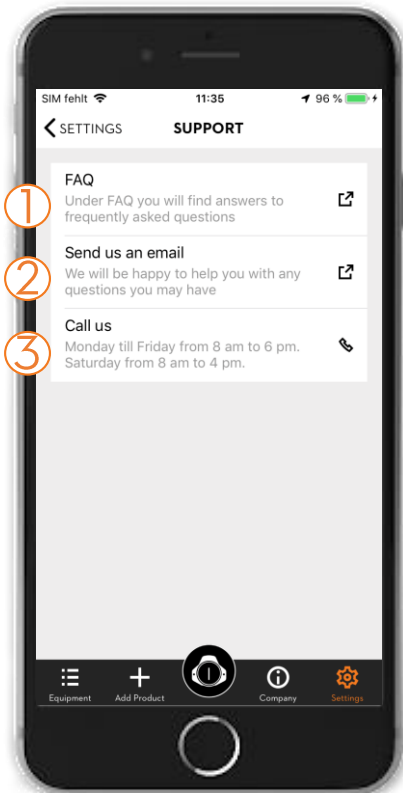 SIM fehlt 11:35 96 %
SETTINGS SUPPORT
FAQ
1 Under FAQ you will find answers to
frequently asked questions
Send us an email
2 We will be happy to help you with any
questions you may have
Call us
3 Monday till Friday from 8 am to 6 pm.
Saturday from 8 am to 4 pm.
Equipment Add Product Company Settings